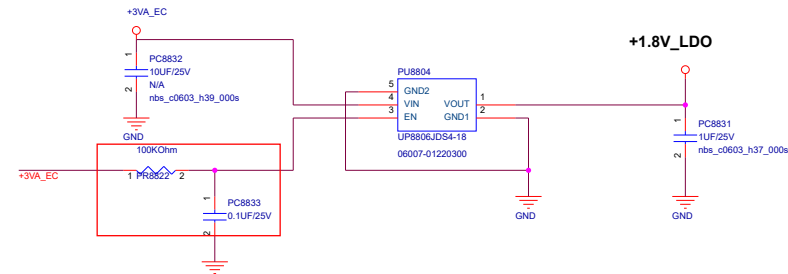 +3VA_EC
PC8832
1
10UF/25V
N/A
2
nbs_c0603_h39_000s
GND
100KOhm
+3VA_EC
1 PR8822 2
1
PC8833
0.1UF/25V
2
PU8804
5 GND2
4 VIN VOUT 1
3 EN GND1 2
UP8806JDS4-18
06007-01220300
GND
+1.8V_LDO
1
PC8831
1UF/25V
2
nbs_c0603_h37_000s
GND